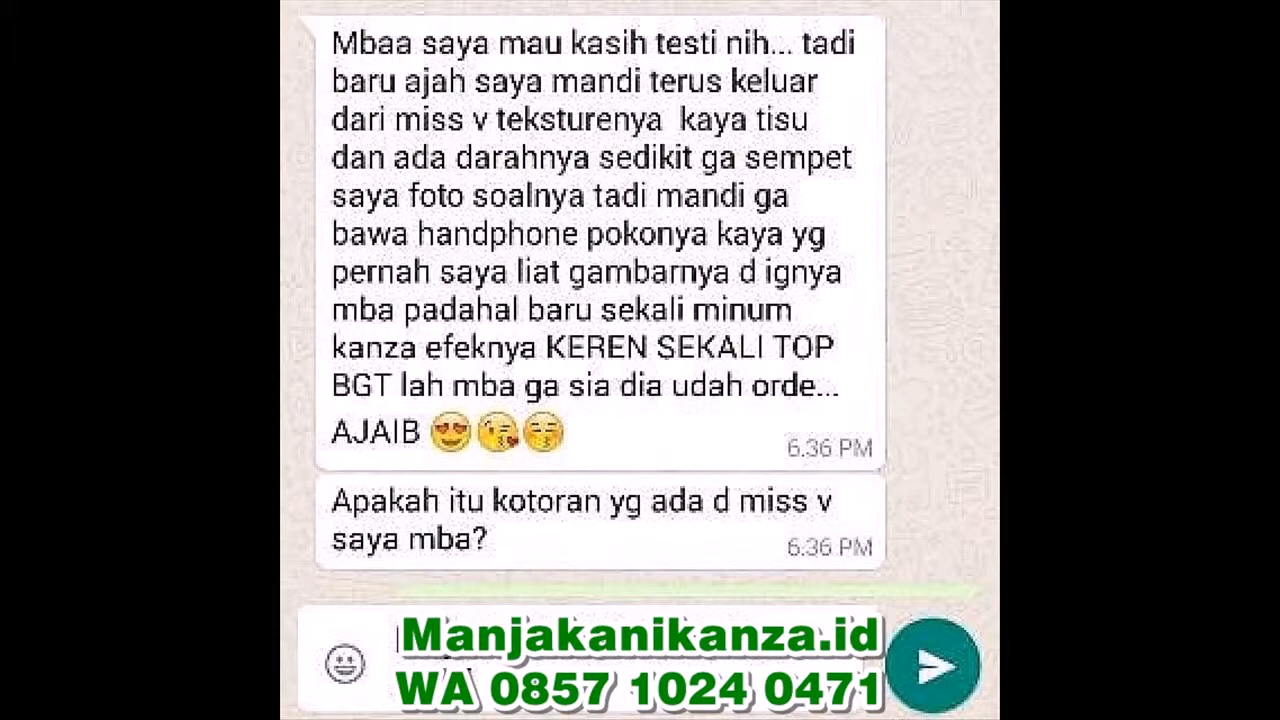 Mbaa saya mau kasih testi nih... tadi
baru ajah saya mandi terus keluar
dari miss v teksturenya kaya tisu
dan ada darahnya sedikit ga sempet
saya foto soalnya tadi mandi ga
bawa handphone pokonya kaya yg
pernah saya liat gambarnya d ignya
mba padahal baru sekali minum
kanza efeknya KEREN SEKALI TOP
BGT lah mba ga sia dia udah orde...
AJAIB 😍😘😚
6.36 PM
Apakah itu kotoran yg ada d miss v
saya mba?
6.36 PM
Manjakanikanza.id
WA 0857 1024 0471